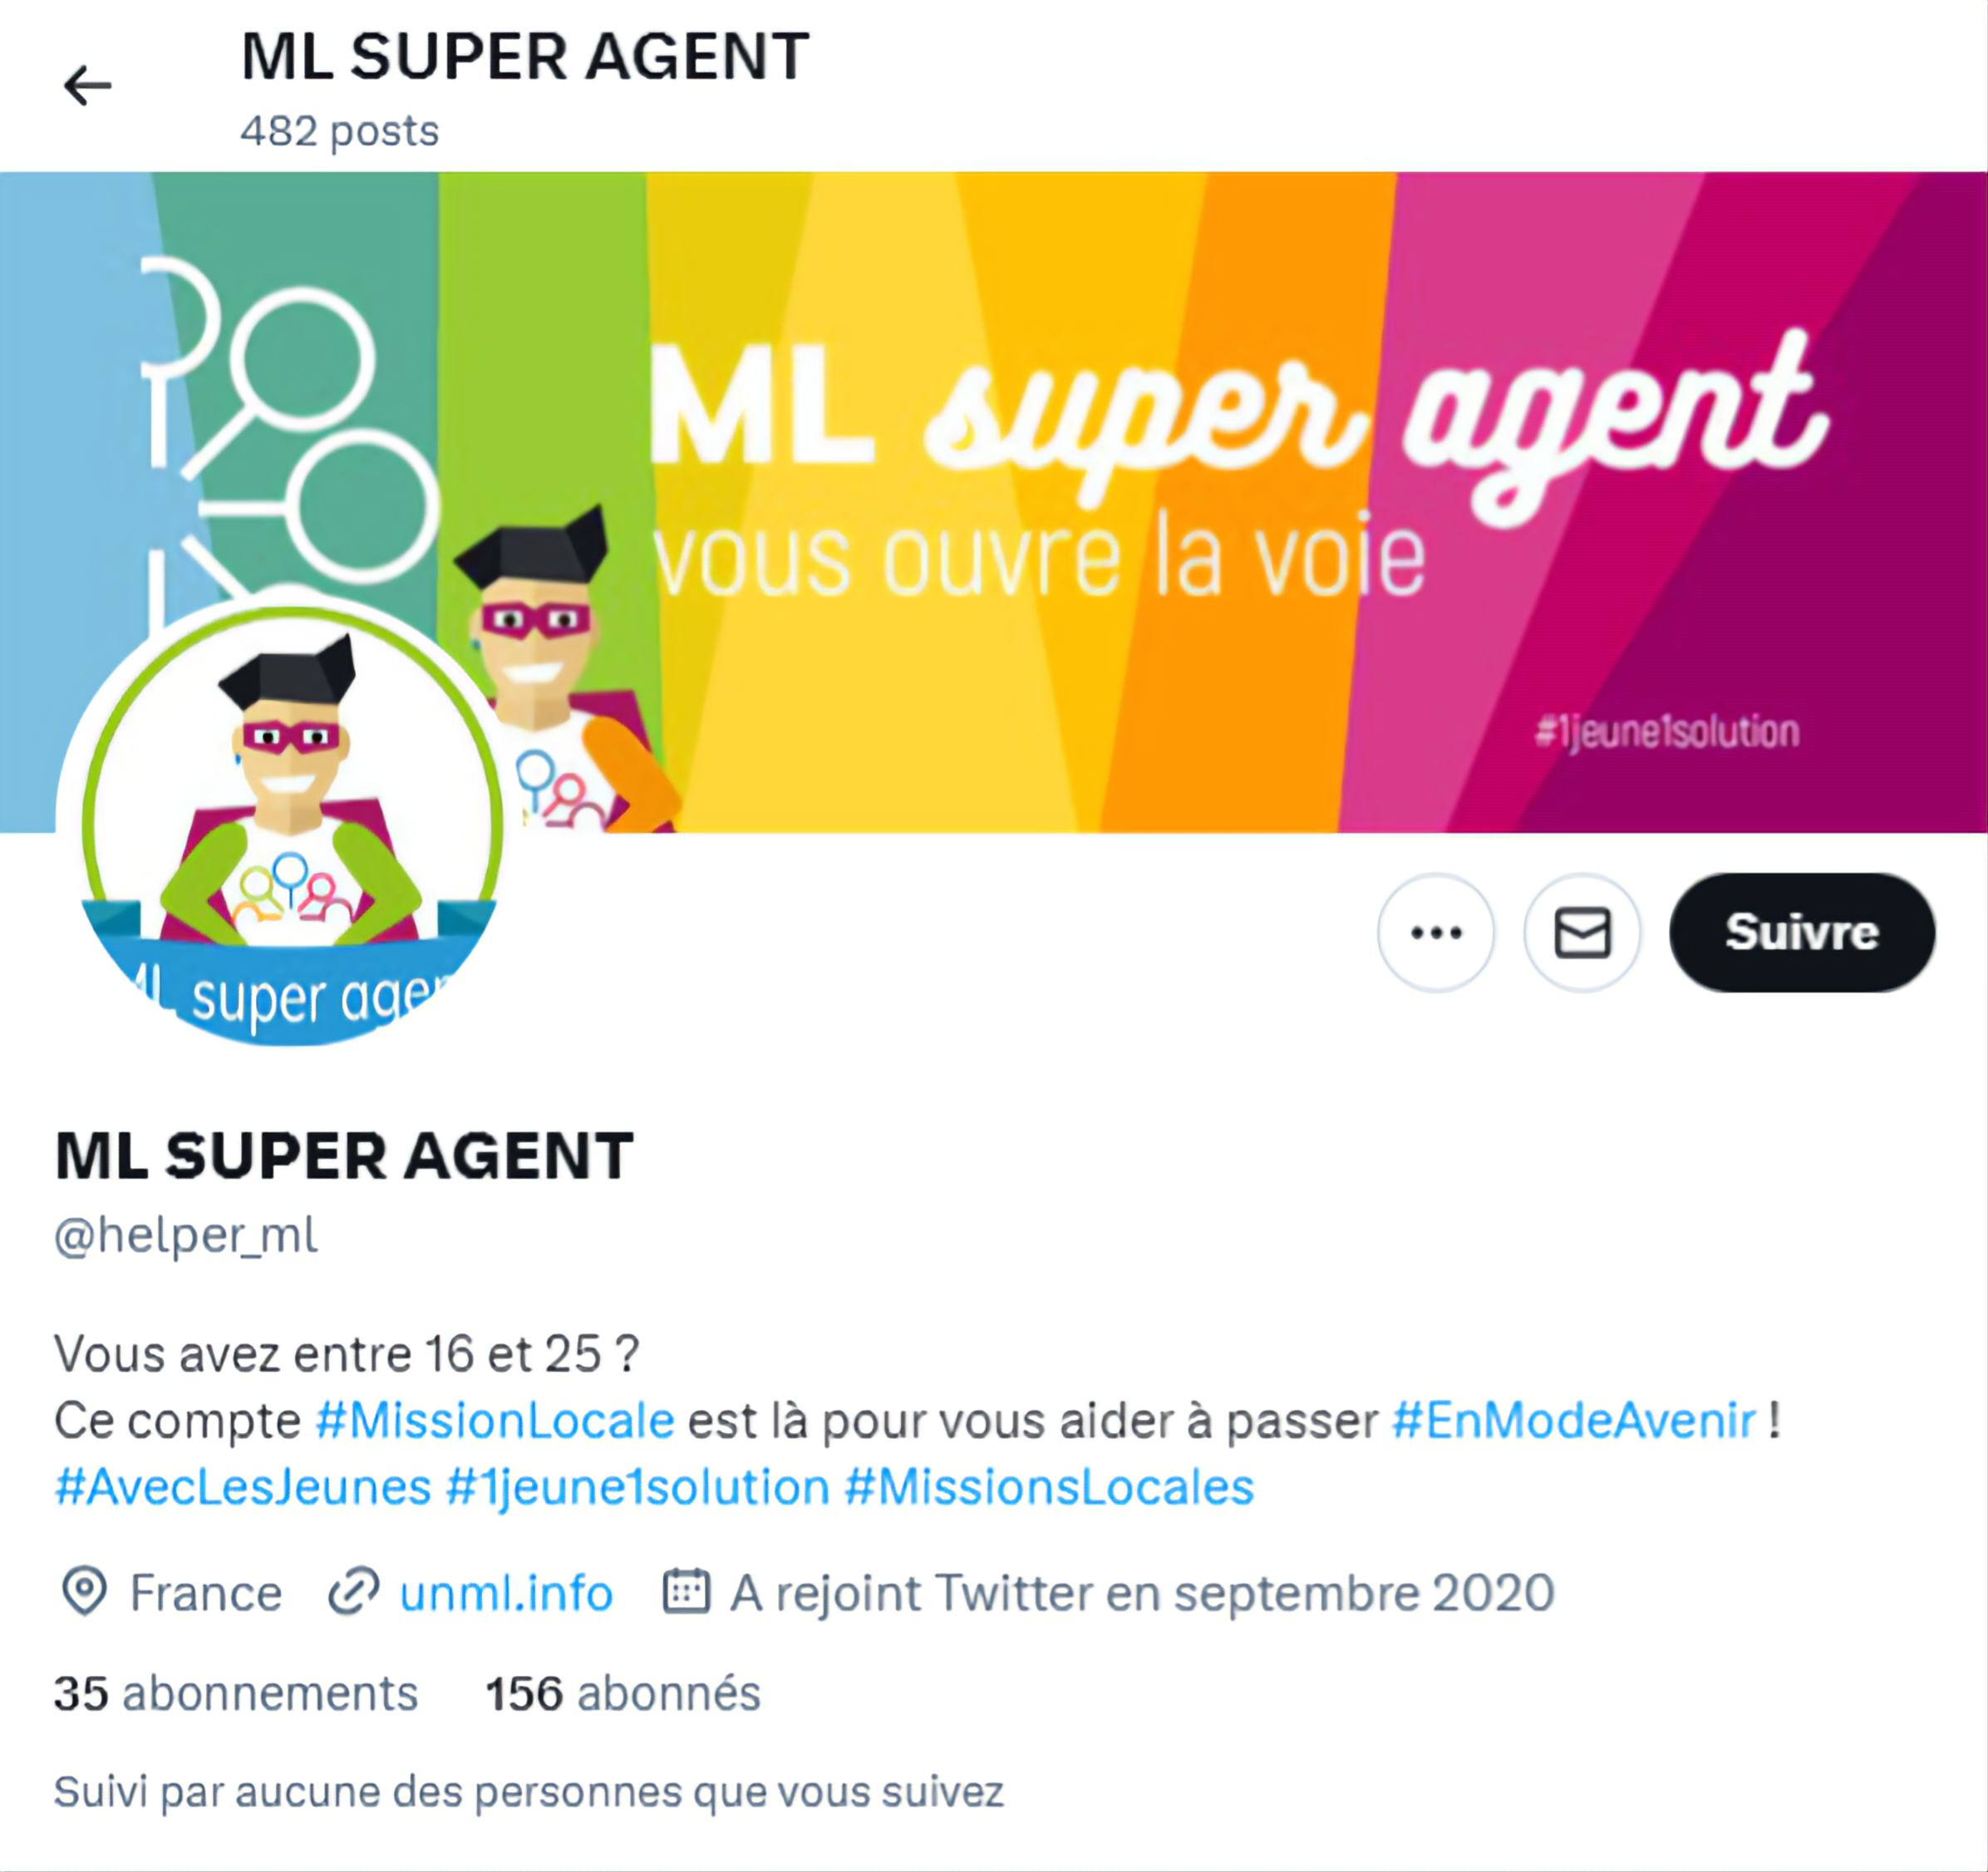 ML SUPER AGENT
482 posts
ML super agent
vous ouvre la voie
#1jeune1solution
super agen
Suivre
ML SUPER AGENT
@helper_ml
Vous avez entre 16 et 25 ?
Ce compte #MissionLocale est là pour vous aider à passer #EnModeAvenir !
#AvecLesJeunes #1jeune1solution #MissionsLocales
France unml.info A rejoint Twitter en septembre 2020
35 abonnements 156 abonnés
Suivi par aucune des personnes que vous suivez